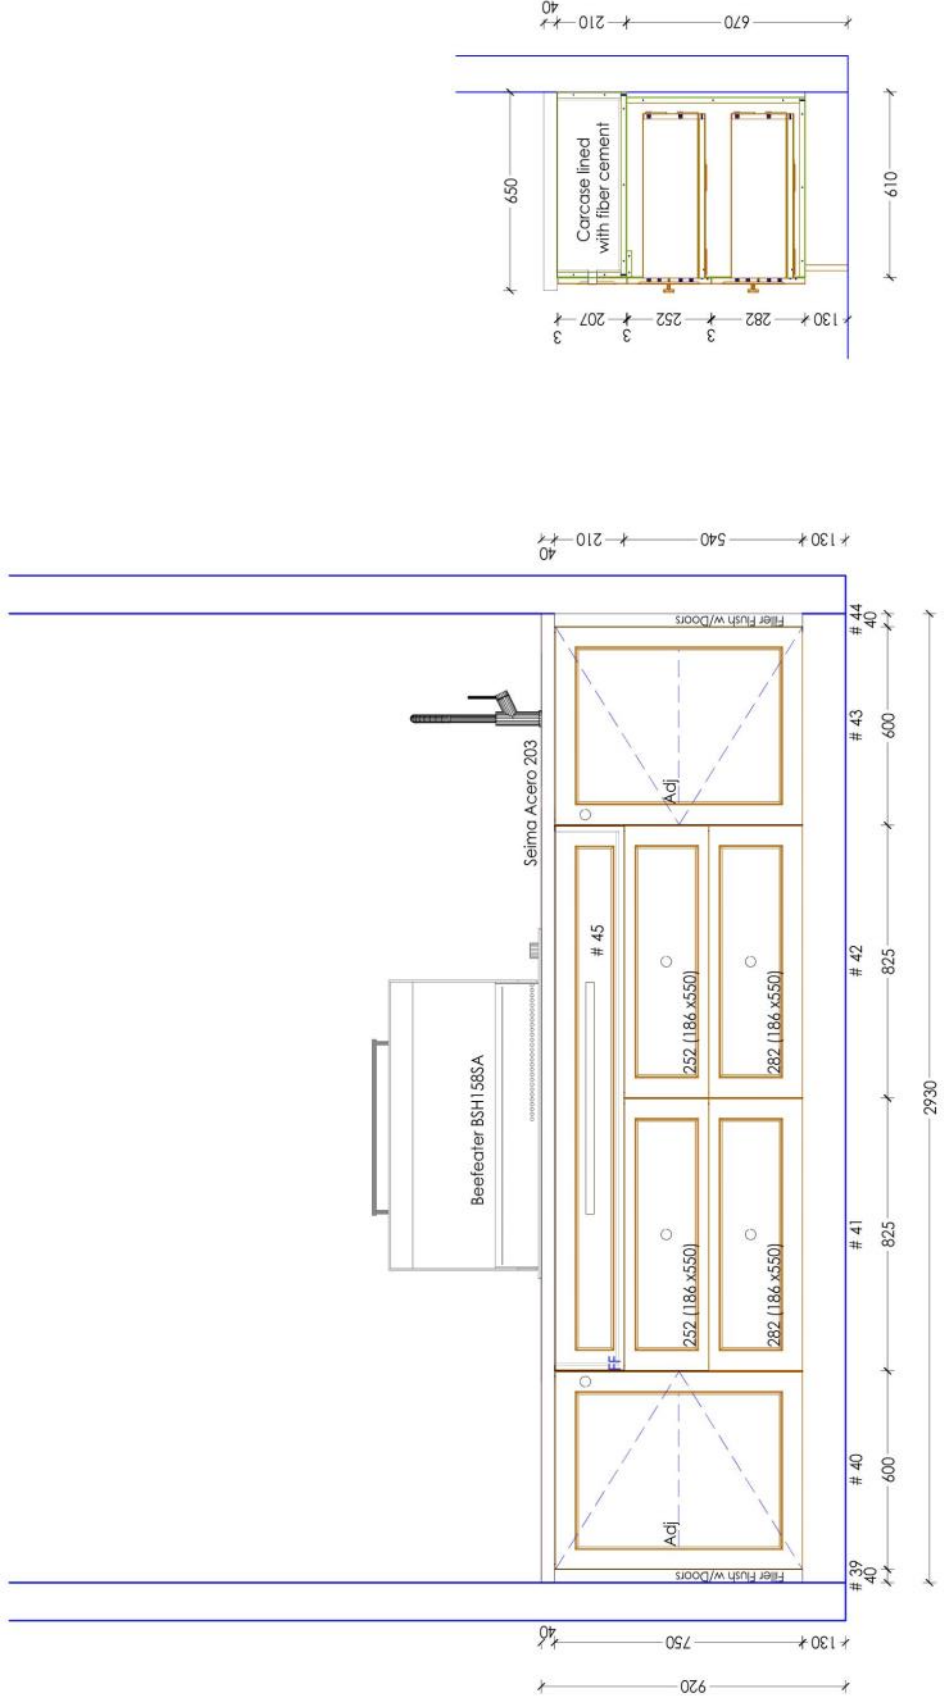 40
210
670
650
Carcase lined
with fiber cement
610
3
207
3
252
3
282
130
40
210
540
130
Seima Acero 203
Beefeater BSH158SA
Filler Flush w/Doors
Adj
# 45
252 (186 x550)
282 (186 x550)
252 (186 x550)
282 (186 x550)
FF
Adj
Filler Flush w/Doors
# 39
# 40
# 41
# 42
# 43
# 44
40
600
825
825
600
40
2930
40
750
130
920